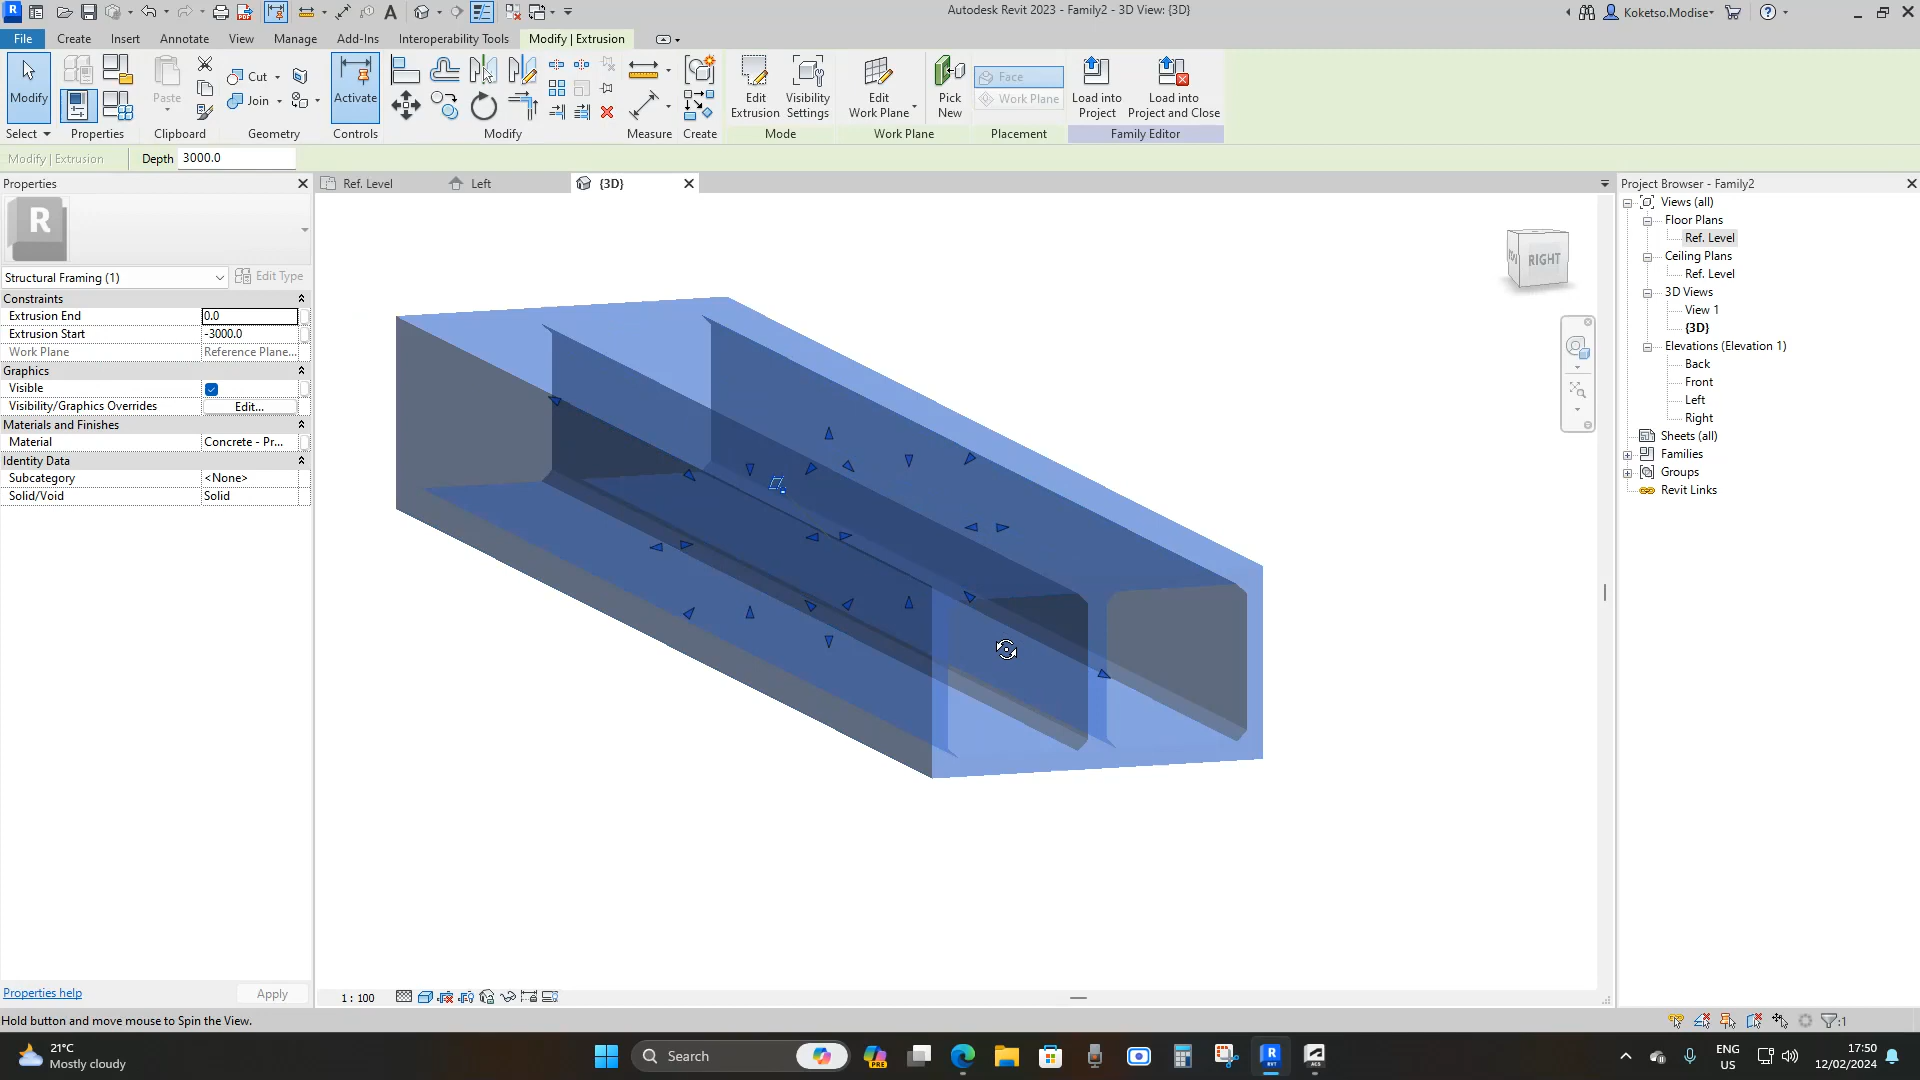 Autodesk Revit 2023 - Family2 - 3D View: {3D}
Koketso.Modise
File
Create
Insert
Annotate
View
Manage
Add-Ins
Interoperability Tools
Modify | Extrusion
Modify
Paste
Cut
Join
Activate
Edit
Extrusion
Visibility
Settings
Edit
Work Plane
Pick
New
Face
Work Plane
Load into
Project
Load into
Project and Close
Select
Properties
Clipboard
Geometry
Controls
Modify
Measure
Create
Mode
Work Plane
Placement
Family Editor
Modify | Extrusion
Depth 3000.0
Properties
R
Structural Framing (1)
Edit Type
Constraints
Extrusion End 0.0
Extrusion Start -3000.0
Work Plane Reference Plane...
Graphics
Visible
Visibility/Graphics Overrides Edit...
Materials and Finishes
Material Concrete - Pr...
Identity Data
Subcategory <None>
Solid/Void Solid
Properties help
Apply
Ref. Level
Left
{3D}
RIGHT
1 : 100
Project Browser - Family2
Views (all)
Floor Plans
Ref. Level
Ceiling Plans
Ref. Level
3D Views
View 1
{3D}
Elevations (Elevation 1)
Back
Front
Left
Right
Sheets (all)
Families
Groups
Revit Links
Hold button and move mouse to Spin the View.
:1
21°C
Mostly cloudy
Search
ENG
US
17:50
12/02/2024